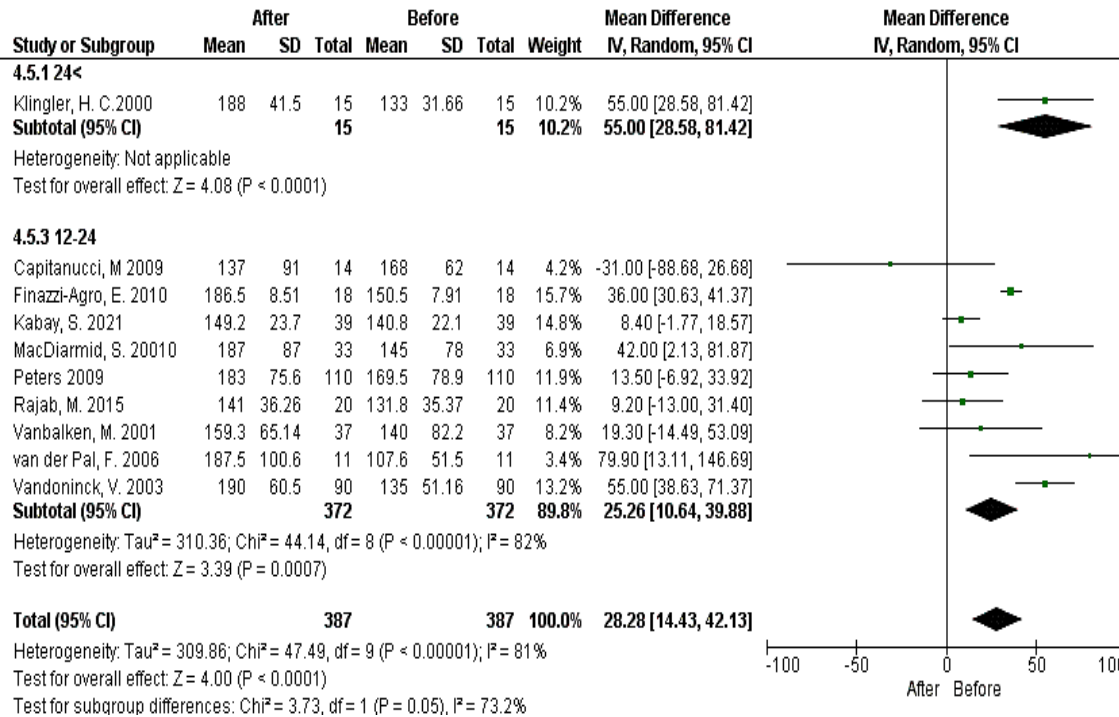 After Before Mean Difference Mean Difference
Study or Subgroup Mean SD Total Mean SD Total Weight IV, Random, 95% CI IV, Random, 95% CI
4.5.1 24<
Klingler, H. C.2000 188 41.5 15 133 31.66 15 10.2% 55.00 [28.58, 81.42]
Subtotal (95% CI) 15 15 10.2% 55.00 [28.58, 81.42]
Heterogeneity: Not applicable
Test for overall effect: Z = 4.08 (P < 0.0001)
4.5.3 12-24
Capitanucci, M 2009 137 91 14 168 62 14 4.2% -31.00 [-88.68, 26.68]
Finazzi-Agro, E. 2010 186.5 8.51 18 150.5 7.91 18 15.7% 36.00 [30.63, 41.37]
Kabay, S. 2021 149.2 23.7 39 140.8 22.1 39 14.8% 8.40 [-1.77, 18.57]
MacDiarmid, S. 20010 187 87 33 145 78 33 6.9% 42.00 [2.13, 81.87]
Peters 2009 183 75.6 110 169.5 78.9 110 11.9% 13.50 [-6.92, 33.92]
Rajab, M. 2015 141 36.26 20 131.8 35.37 20 11.4% 9.20 [-13.00, 31.40]
Vanbalken, M. 2001 159.3 65.14 37 140 82.2 37 8.2% 19.30 [-14.49, 53.09]
van der Pal, F. 2006 187.5 100.6 11 107.6 51.5 11 3.4% 79.90 [13.11, 146.69]
Vandoninck, V. 2003 190 60.5 90 135 51.16 90 13.2% 55.00 [38.63, 71.37]
Subtotal (95% CI) 372 372 89.8% 25.26 [10.64, 39.88]
Heterogeneity: Tau² = 310.36; Chi² = 44.14, df = 8 (P < 0.00001); I² = 82%
Test for overall effect: Z = 3.39 (P = 0.0007)
Total (95% CI) 387 387 100.0% 28.28 [14.43, 42.13]
Heterogeneity: Tau² = 309.86; Chi² = 47.49, df = 9 (P < 0.00001); I² = 81%
Test for overall effect: Z = 4.00 (P < 0.0001)
Test for subgroup differences: Chi² = 3.73, df = 1 (P = 0.05), I² = 73.2%
-100 -50 0 50 100
After Before